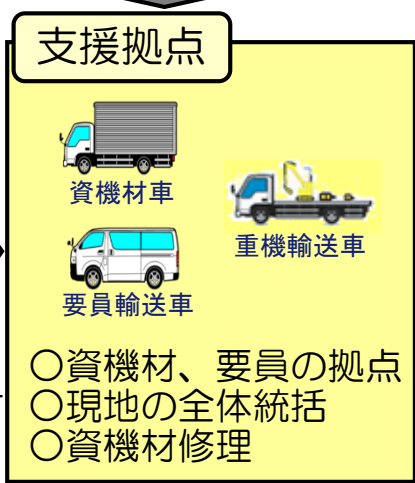 支援拠点
資機材車
重機輸送車
要員輸送車
○資機材、要員の拠点
○現地の全体統括
○資機材修理